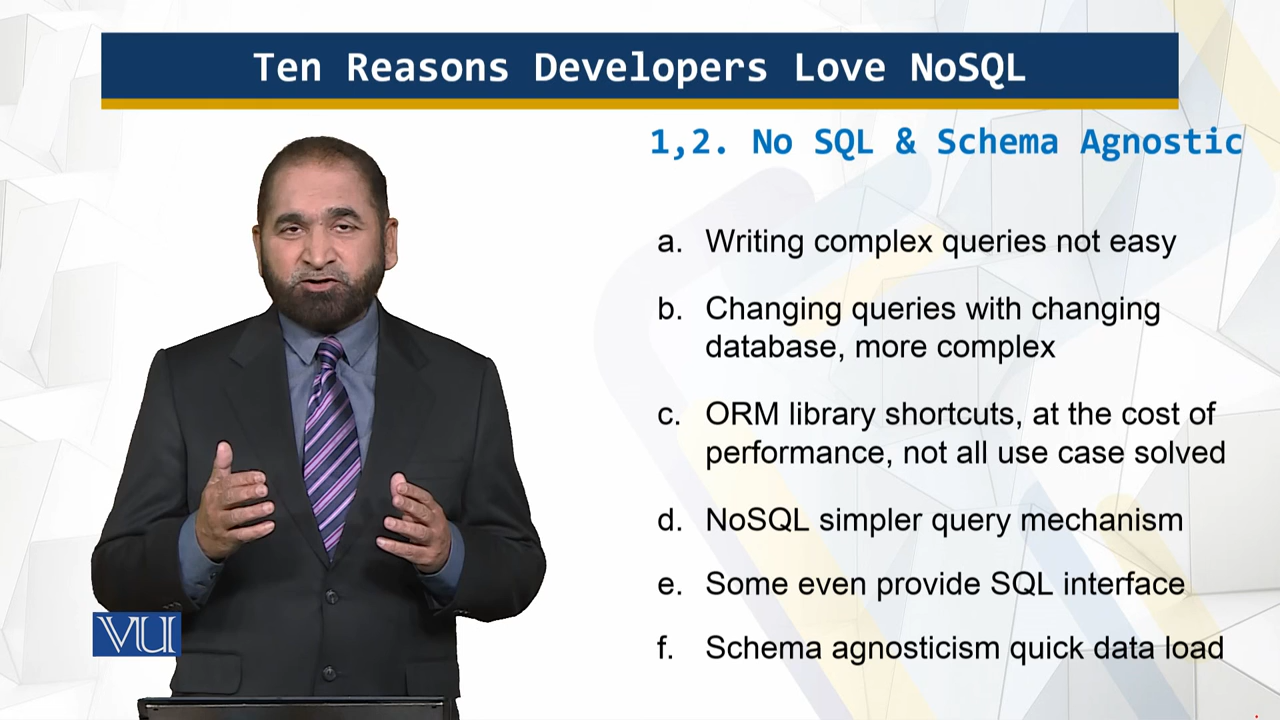 Ten Reasons Developers Love NoSQL
1,2. No SQL & Schema Agnostic
a. Writing complex queries not easy
b. Changing queries with changing
database, more complex
c. ORM library shortcuts, at the cost of
performance, not all use case solved
d. NoSQL simpler query mechanism
e. Some even provide SQL interface
f. Schema agnosticism quick data load
VU